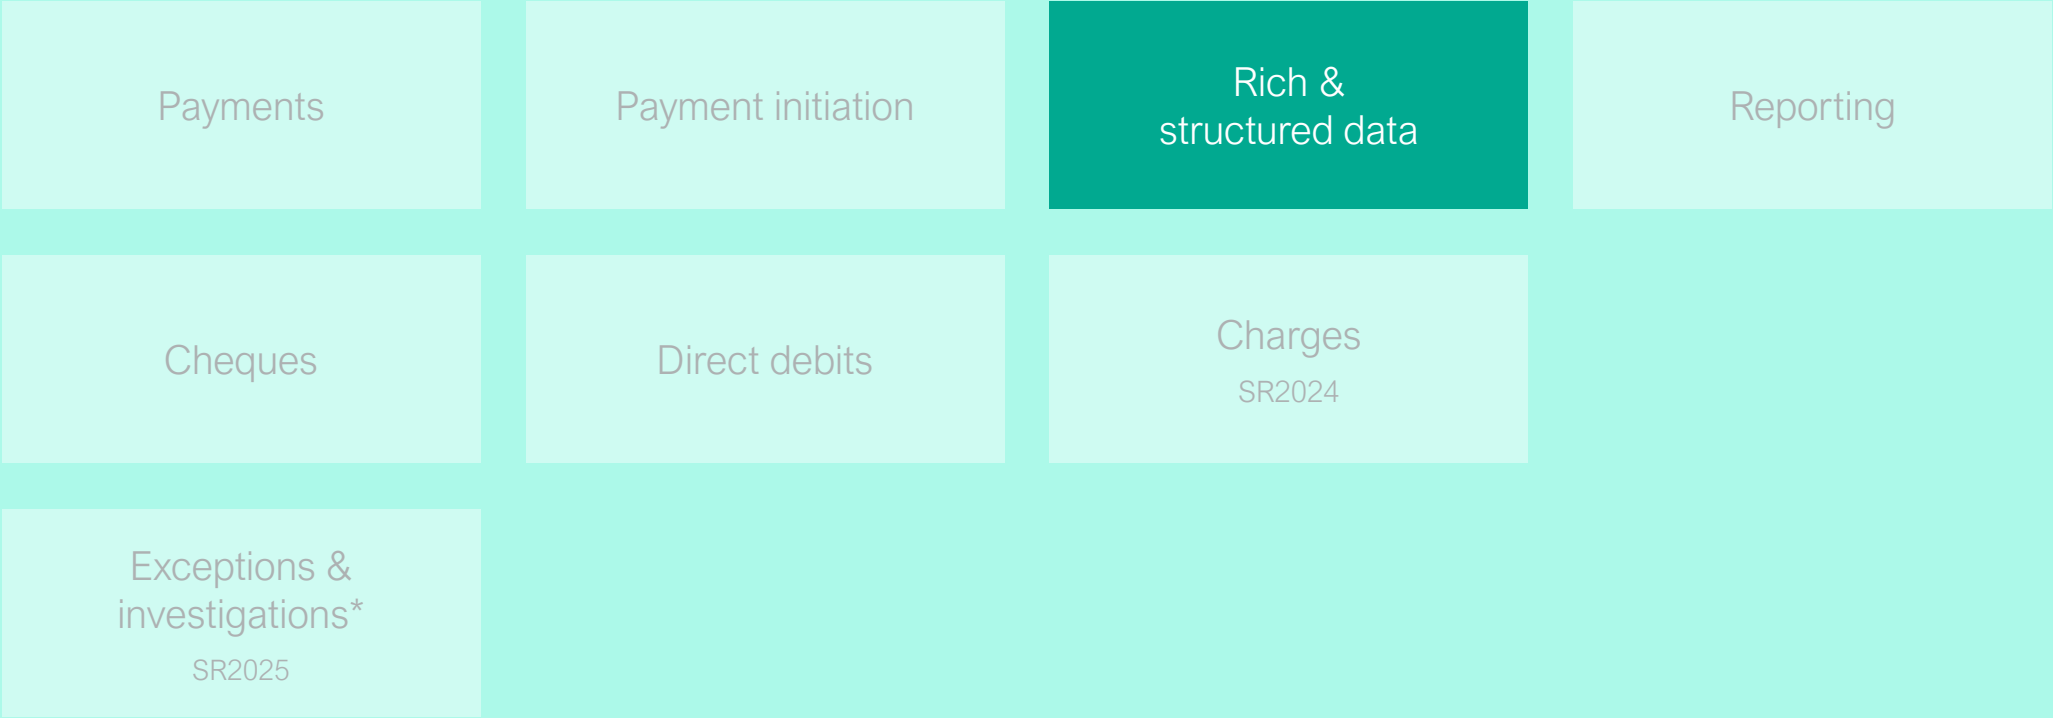 Payments
Payment initiation
Rich &
structured data
Reporting
Cheques
Direct debits
Charges
SR2024
Exceptions &
investigations*
SR2025